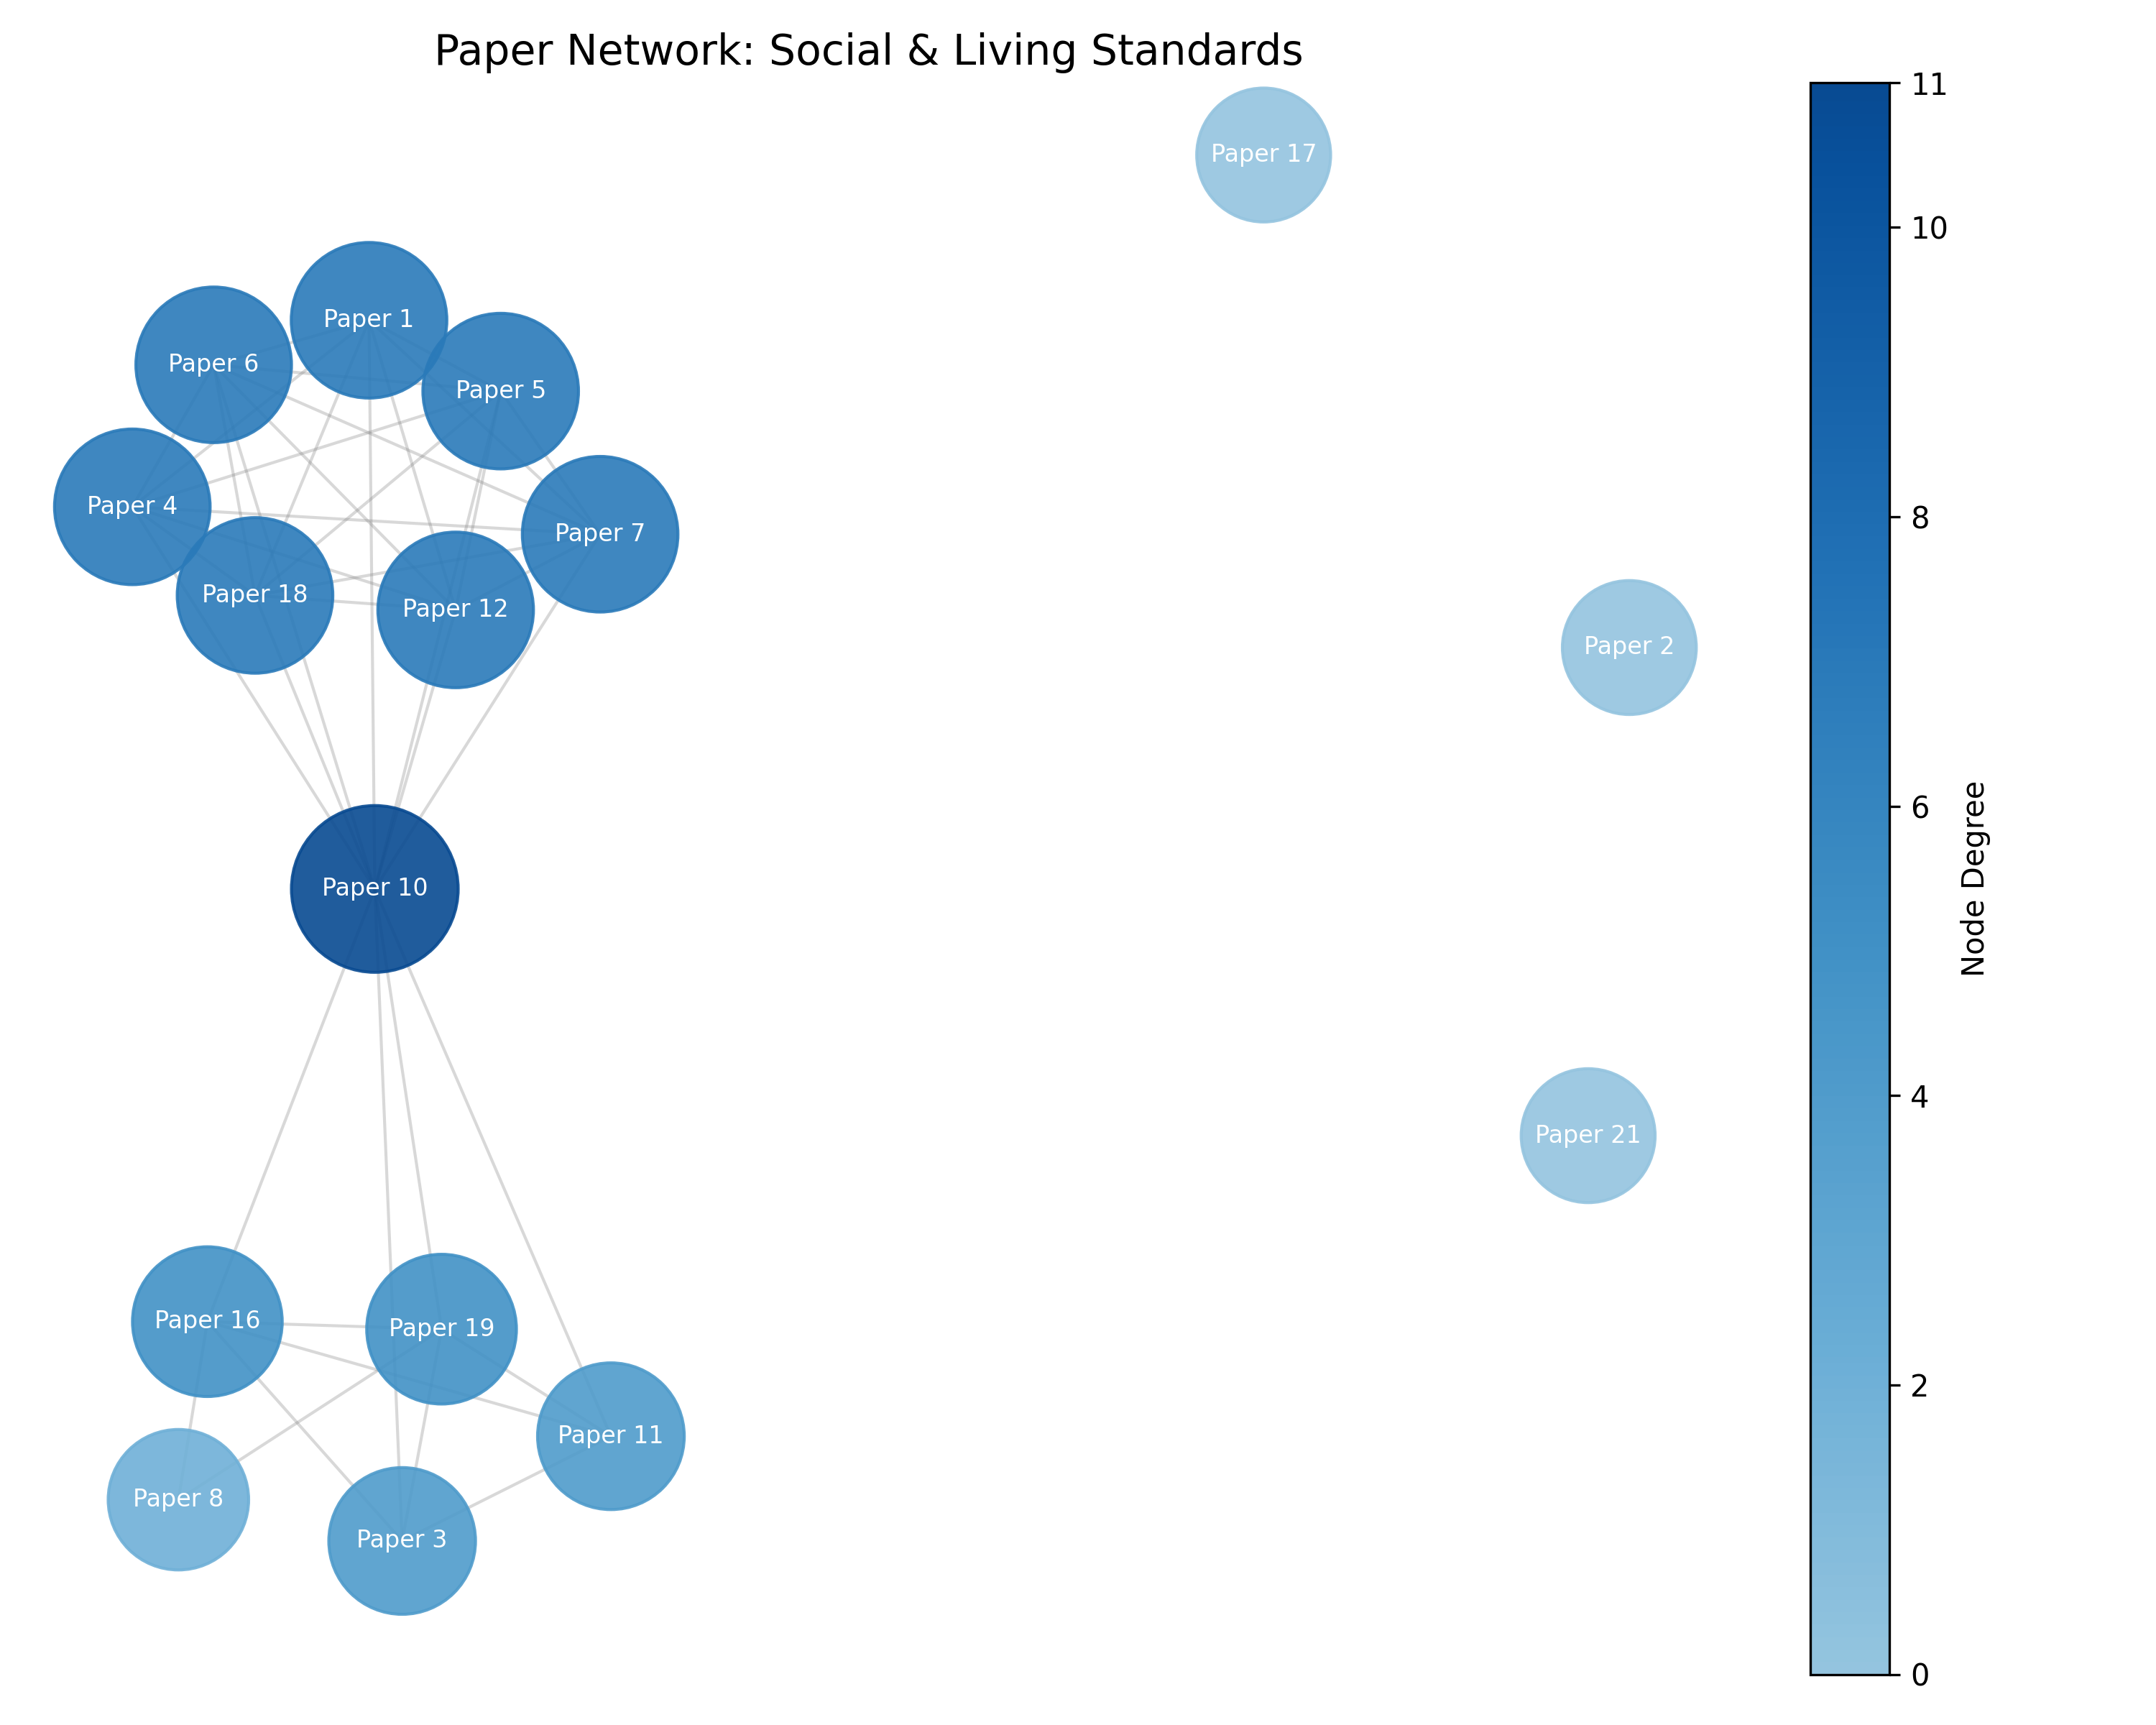 Paper Network: Social & Living Standards
Paper 17
Paper 1
Paper 6
Paper 5
Paper 4
Paper 7
Paper 18
Paper 12
Paper 2
Paper 10
Paper 21
Paper 16
Paper 19
Paper 11
Paper 8
Paper 3
11
10
8
6
4
2
0
Node Degree